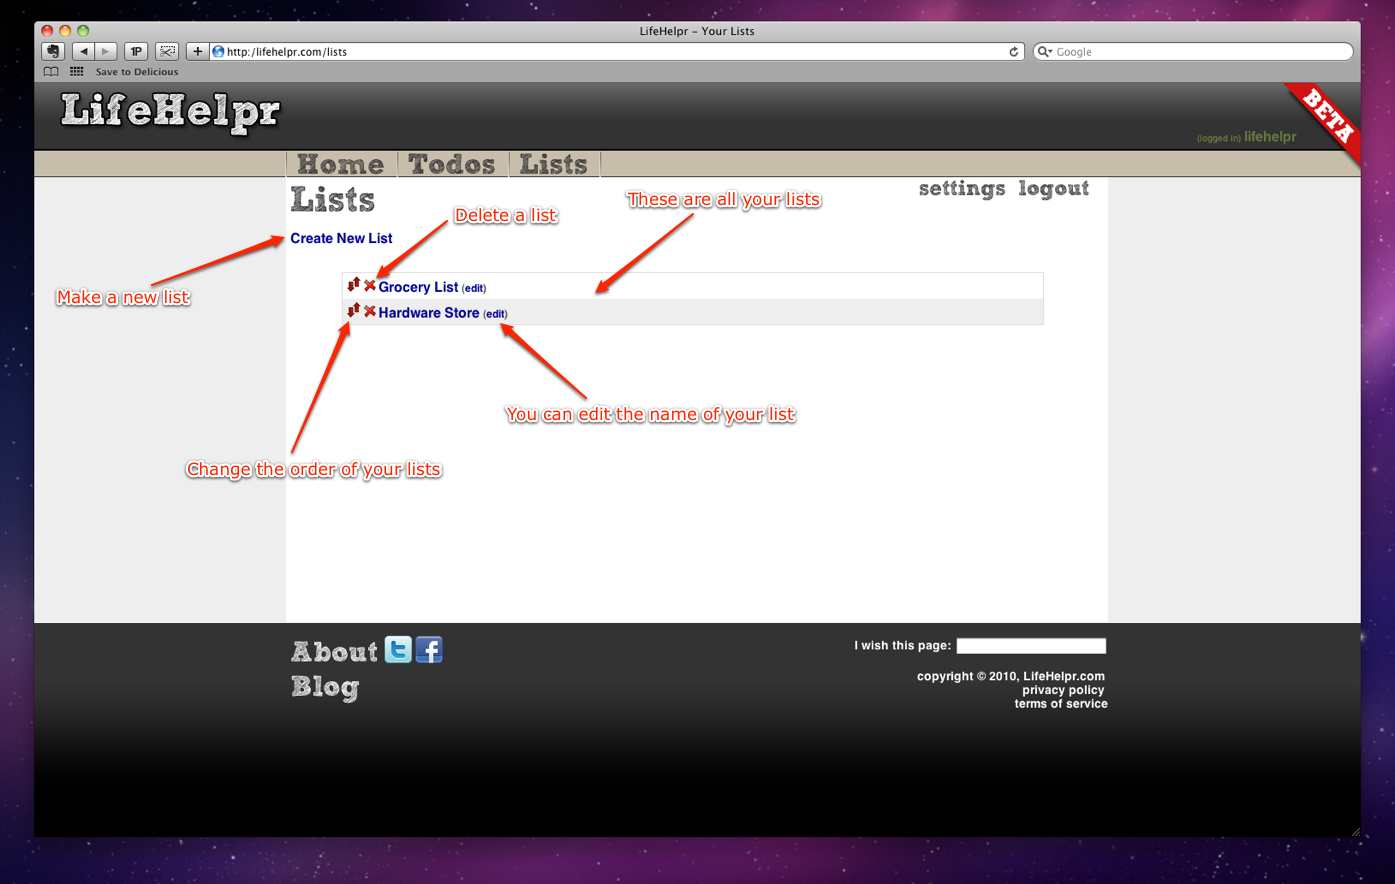 LifeHelpr – Your Lists
1P
+
http://lifehelpr.com/lists
Google
Save to Delicious
LifeHelpr
BETA
(logged in) lifehelpr
Home
Todos
Lists
settings
logout
Lists
These are all your lists
Delete a list
Create New List
Make a new list
Grocery List (edit)
Hardware Store (edit)
You can edit the name of your list
Change the order of your lists
About
t
f
Blog
I wish this page:
copyright © 2010, LifeHelpr.com
privacy policy
terms of service